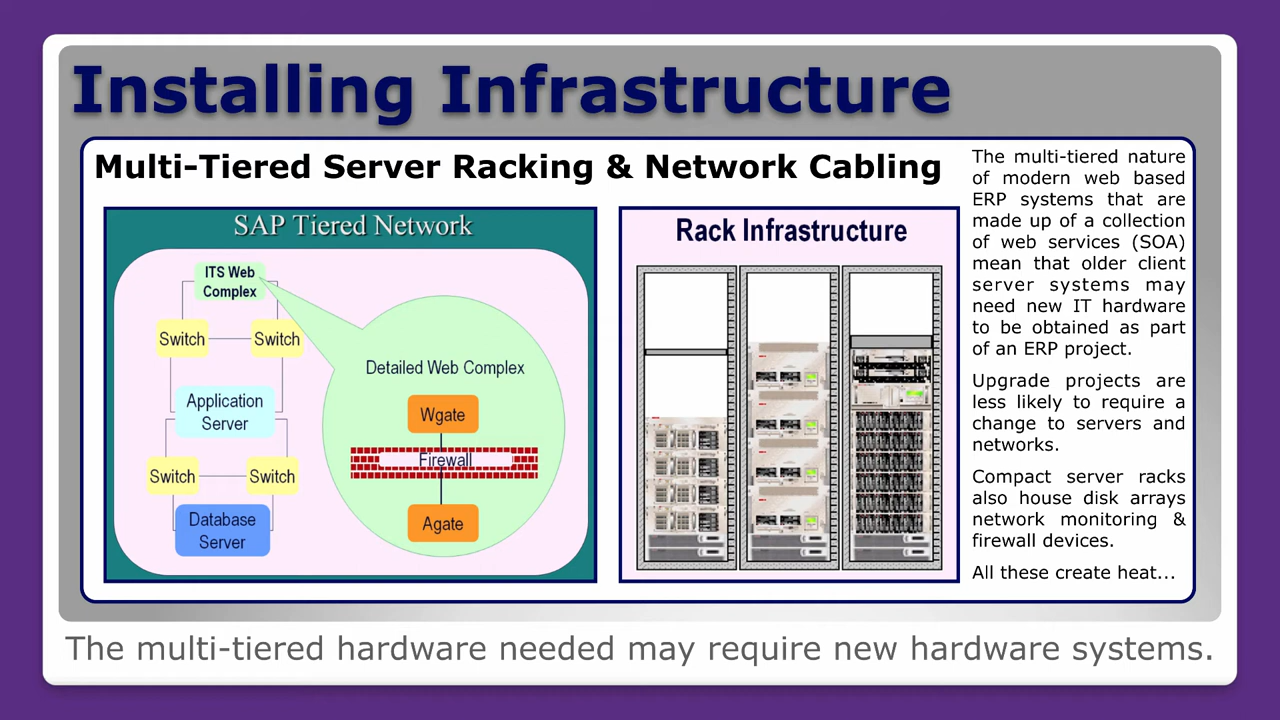 Installing Infrastructure
Multi-Tiered Server Racking & Network Cabling
SAP Tiered Network
ITS Web
Complex
Switch
Switch
Application
Server
Switch
Switch
Database
Server
Detailed Web Complex
Wgate
Firewall
Agate
Rack Infrastructure
The multi-tiered nature
of modern web based
ERP systems that are
made up of a collection
of web services (SOA)
mean that older client
server systems may
need new IT hardware
to be obtained as part
of an ERP project.
Upgrade projects are
less likely to require a
change to servers and
networks.
Compact server racks
also house disk arrays
network monitoring &
firewall devices.
All these create heat...
The multi-tiered hardware needed may require new hardware systems.